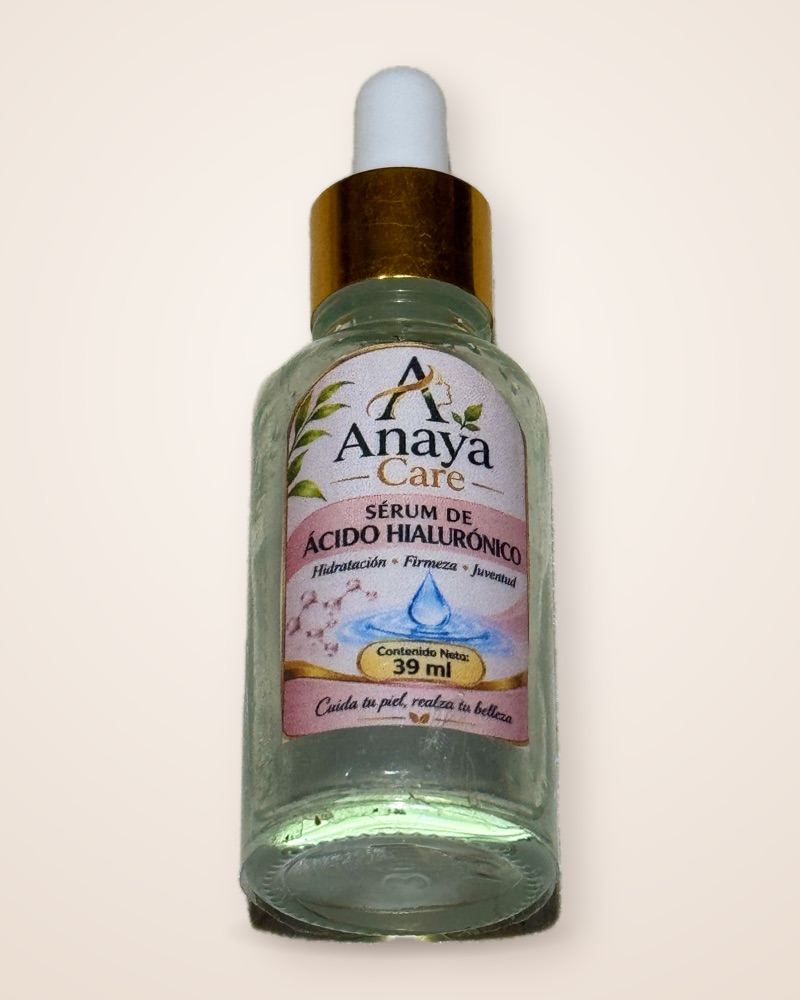 Anaya
Care
SÉRUM DE
ÁCIDO HIALURÓNICO
Hidratación • Firmeza • Juventud
Contenido Neto:
39 ml
Cuida tu piel, realza tu belleza